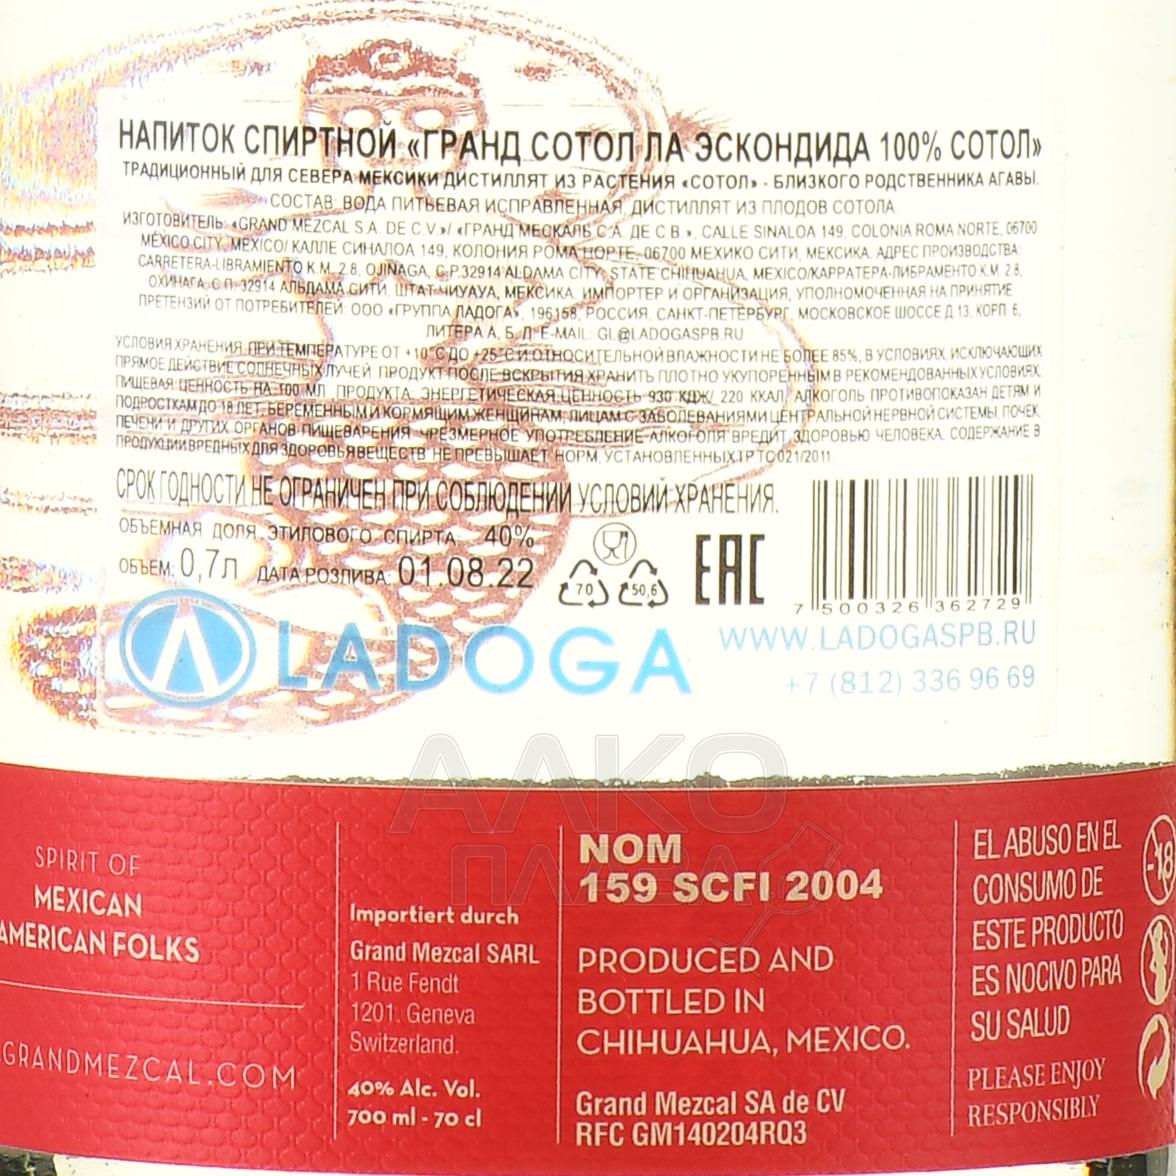 НАПИТОК СПИРТНОЙ «ГРАНД СОТОЛ ЛА ЭСКОНДИДА 100% СОТОЛ»
ТРАДИЦИОННЫЙ ДЛЯ СЕВЕРА МЕКСИКИ ДИСТИЛЛЯТ ИЗ РАСТЕНИЯ «СОТОЛ» - БЛИЗКОГО РОДСТВЕННИКА АГАВЫ.
СОСТАВ: ВОДА ПИТЬЕВАЯ ИСПРАВЛЕННАЯ, ДИСТИЛЛЯТ ИЗ ПЛОДОВ СОТОЛА.
ИЗГОТОВИТЕЛЬ: «GRAND MEZCAL S.A. DE C.V.»/ «ГРАНД МЕСКАЛЬ С.А. ДЕ С.В.», CALLE SINALOA 149, COLONIA ROMA NORTE, 06700
MÉXICO CITY, MEXICO/ КАЛЛЕ СИНАЛОА 149, КОЛОНИЯ РОМА НОРТЕ, 06700 МЕХИКО СИТИ, МЕКСИКА. АДРЕС ПРОИЗВОДСТВА:
CARRETERA-LIBRAMIENTO K.M. 2.8, OJINAGA, C.P.32914 ALDAMA CITY, STATE CHIHUAHUA, MEXICO/КАРРАТЕРА-ЛИБРАМЕНТО К.М. 2.8,
ОХИНАГА, С.П. 32914 АЛЬДАМА СИТИ, ШТАТ ЧИУАУА, МЕКСИКА. ИМПОРТЕР И ОРГАНИЗАЦИЯ, УПОЛНОМОЧЕННАЯ НА ПРИНЯТИЕ
ПРЕТЕНЗИЙ ОТ ПОТРЕБИТЕЛЕЙ: ООО «ГРУППА ЛАДОГА», 196158, РОССИЯ, САНКТ-ПЕТЕРБУРГ, МОСКОВСКОЕ ШОССЕ Д.13, КОРП. 6,
ЛИТЕРА А, Б, Д, E-MAIL: GL@LADOGASPB.RU
УСЛОВИЯ ХРАНЕНИЯ: ПРИ ТЕМПЕРАТУРЕ ОТ +10°С ДО +25°С И ОТНОСИТЕЛЬНОЙ ВЛАЖНОСТИ НЕ БОЛЕЕ 85%, В УСЛОВИЯХ, ИСКЛЮЧАЮЩИХ
ПРЯМОЕ ДЕЙСТВИЕ СОЛНЕЧНЫХ ЛУЧЕЙ. ПРОДУКТ ПОСЛЕ ВСКРЫТИЯ ХРАНИТЬ ПЛОТНО УКУПОРЕННЫМ В РЕКОМЕНДОВАННЫХ УСЛОВИЯХ.
ПИЩЕВАЯ ЦЕННОСТЬ НА 100 МЛ. ПРОДУКТА: ЭНЕРГЕТИЧЕСКАЯ ЦЕННОСТЬ 930 КДЖ/ 220 ККАЛ. АЛКОГОЛЬ ПРОТИВОПОКАЗАН ДЕТЯМ И
ПОДРОСТКАМ ДО 18 ЛЕТ, БЕРЕМЕННЫМ И КОРМЯЩИМ ЖЕНЩИНАМ, ЛИЦАМ С ЗАБОЛЕВАНИЯМИ ЦЕНТРАЛЬНОЙ НЕРВНОЙ СИСТЕМЫ, ПОЧЕК,
ПЕЧЕНИ И ДРУГИХ ОРГАНОВ ПИЩЕВАРЕНИЯ. ЧРЕЗМЕРНОЕ УПОТРЕБЛЕНИЕ АЛКОГОЛЯ ВРЕДИТ ЗДОРОВЬЮ ЧЕЛОВЕКА. СОДЕРЖАНИЕ В
ПРОДУКЦИИ ВРЕДНЫХ ДЛЯ ЗДОРОВЬЯ ВЕЩЕСТВ НЕ ПРЕВЫШАЕТ НОРМ, УСТАНОВЛЕННЫХ ТР ТС 021/2011
СРОК ГОДНОСТИ НЕ ОГРАНИЧЕН ПРИ СОБЛЮДЕНИИ УСЛОВИЙ ХРАНЕНИЯ.
ОБЪЕМНАЯ ДОЛЯ ЭТИЛОВОГО СПИРТА: 40%
ОБЪЕМ: 0,7л ДАТА РОЗЛИВА: 01.08.22
70
50,6
EAC
7 500326 362729
LADOGA
WWW.LADOGASPB.RU
+7 (812) 336 96 69
АЛКО
ПЛАЗА
SPIRIT OF
MEXICAN
AMERICAN FOLKS
GRANDMEZCAL.COM
Importiert durch
Grand Mezcal SARL
1 Rue Fendt
1201. Geneva
Switzerland.
40% Alc. Vol.
700 ml - 70 cl
NOM
159 SCFI 2004
PRODUCED AND
BOTTLED IN
CHIHUAHUA, MEXICO.
Grand Mezcal SA de CV
RFC GM140204RQ3
EL ABUSO EN EL
CONSUMO DE
ESTE PRODUCTO
ES NOCIVO PARA
SU SALUD
PLEASE ENJOY
RESPONSIBLY
-18